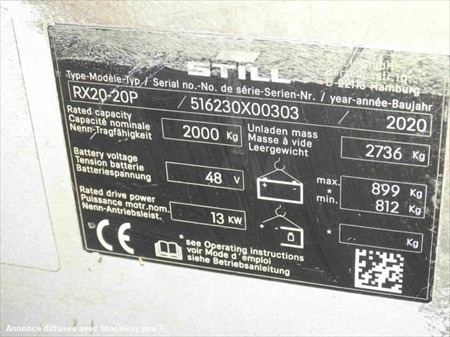 STILL
22113 Hamburg
Type-Modèle-Typ / Serial no.-No. de série-Serien-Nr. / year-année-Baujahr
RX20-20P / 516230X00303 / 2020
Rated capacity
Capacité nominale
Nenn-Tragfähigkeit
2000 Kg
Unladen mass
Masse à vide
Leergewicht
2736 Kg
Battery voltage
Tension batterie
Batteriespannung
48 V
max. 899 Kg
* min. 812 Kg
Rated drive power
Puissance motr.nom.
Nenn-Antriebsleist.
13 KW
* Kg
CE
*see Operating instructions
voir Mode d'emploi
siehe Betriebsanleitung
Annonce diffusée avec Stockway pro